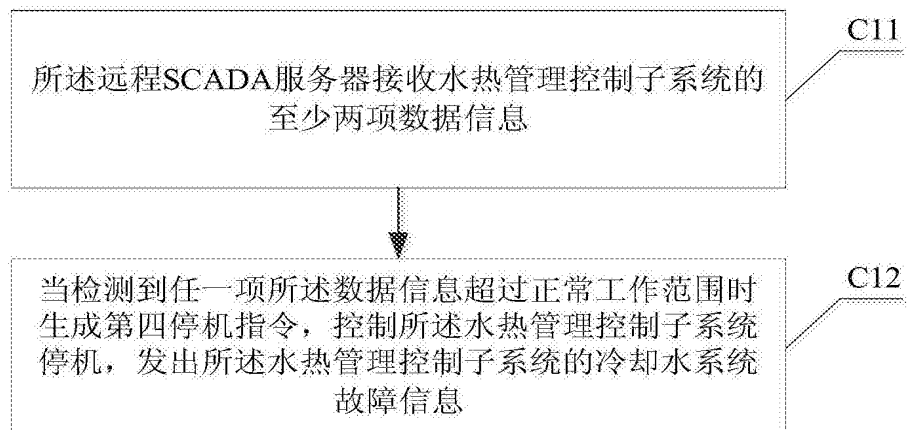 C11
所述远程SCADA服务器接收水热管理控制子系统的
至少两项数据信息
C12
当检测到任一项所述数据信息超过正常工作范围时
生成第四停机指令，控制所述水热管理控制子系统
停机，发出所述水热管理控制子系统的冷却水系统
故障信息